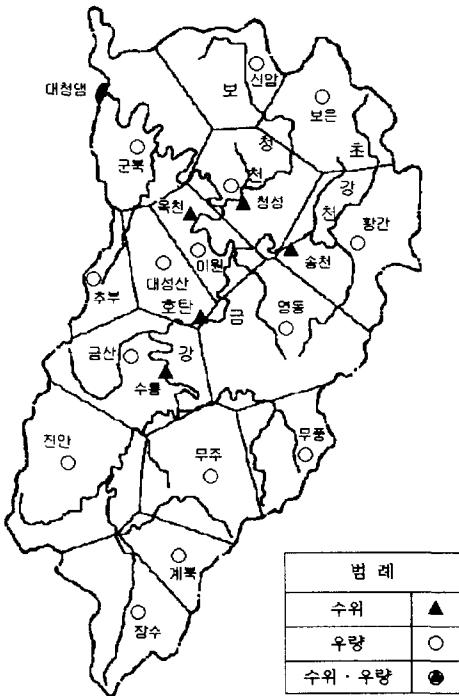 신암
보
대청댐
보은
군북
청
초
천
강
옥천
청성
천
황간
이원
송천
대성산
추부
호탄
금
영동
금산
강
수통
진안
무주
무풍
계북
장수
범 례
수위 ▲
우량 ○
수위 · 우량